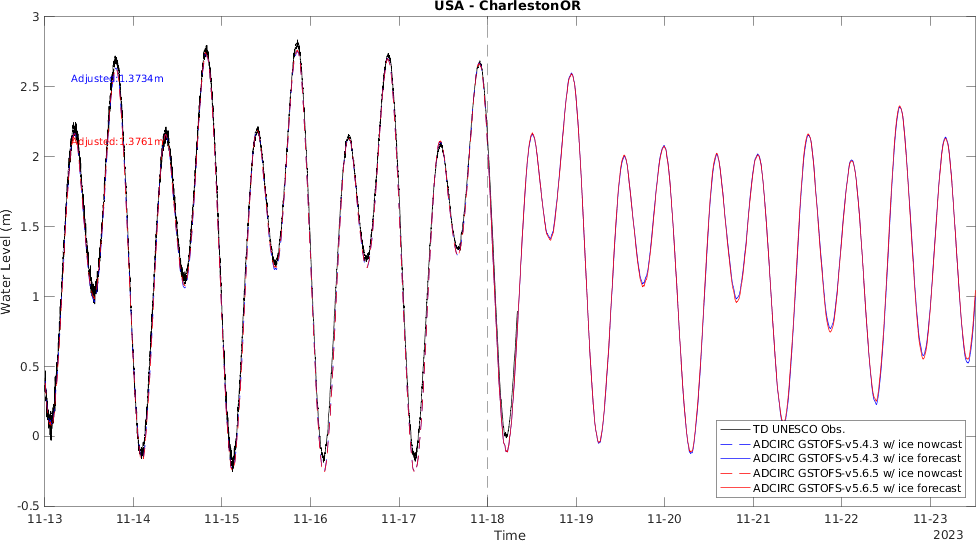 USA - CharlestonOR
3
2.5
2
1.5
1
0.5
0
-0.5
Water Level (m)
Adjusted:1.3734m
Adjusted:1.3761m
TD UNESCO Obs.
ADCIRC GSTOFS-v5.4.3 w/ ice nowcast
ADCIRC GSTOFS-v5.4.3 w/ ice forecast
ADCIRC GSTOFS-v5.6.5 w/ ice nowcast
ADCIRC GSTOFS-v5.6.5 w/ ice forecast
11-13 11-14 11-15 11-16 11-17 11-18 11-19 11-20 11-21 11-22 11-23
Time
2023